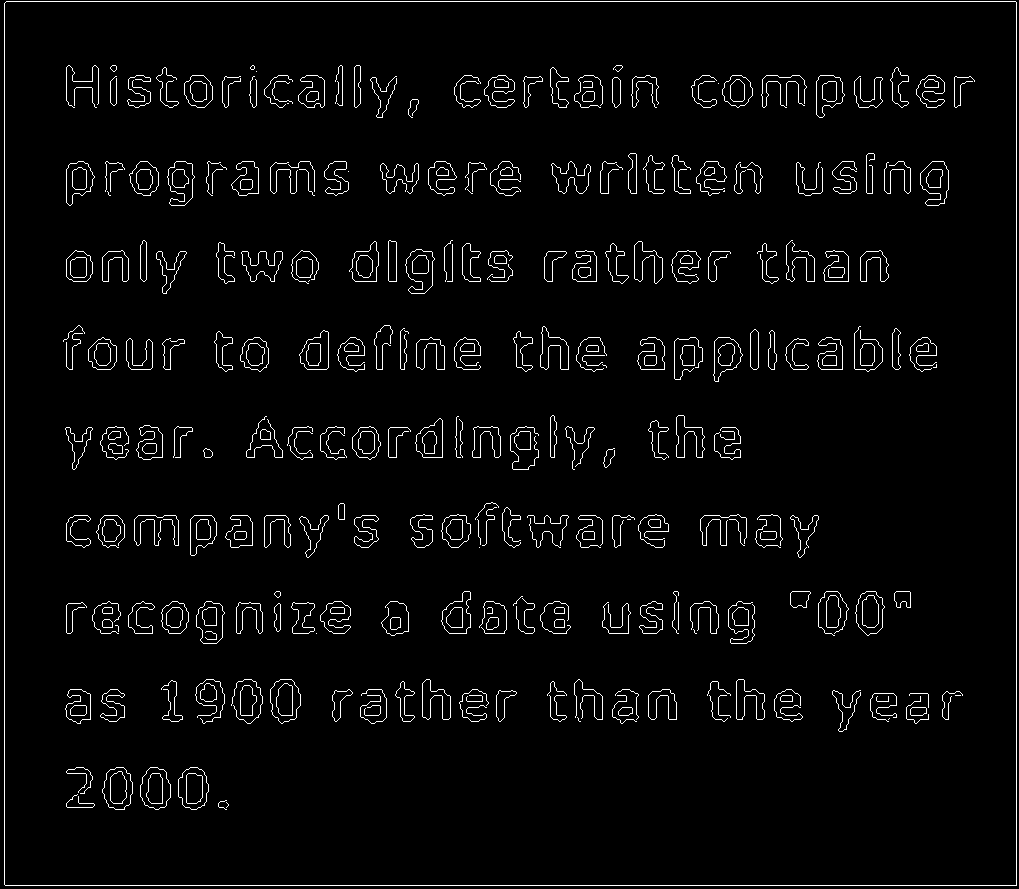 Historically, certain computer
programs were written using
only two digits rather than
four to define the applicable
year. Accordingly, the
company's software may
recognize a date using "00"
as 1900 rather than the year
2000.